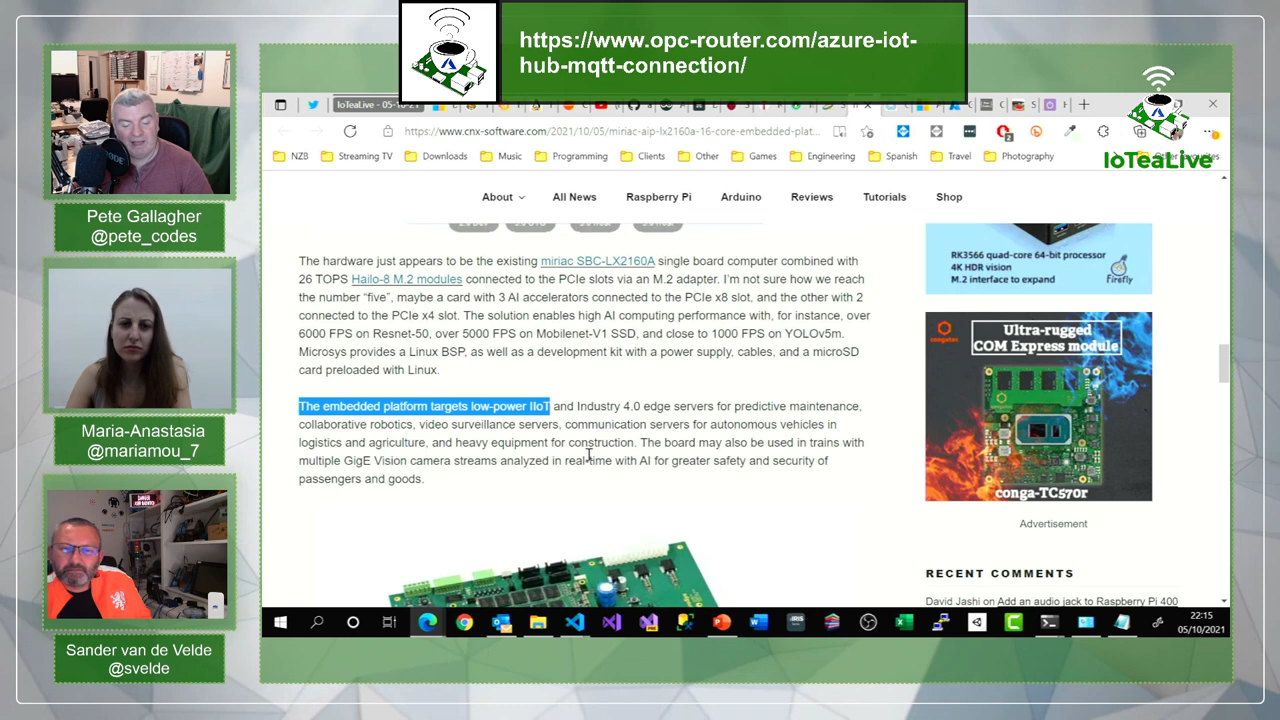 https://www.opc-router.com/azure-iot-
hub-mqtt-connection/
Pete Gallagher
@pete_codes
Maria-Anastasia
@mariamou_7
Sander van de Velde
@svelde
IoTeaLive - 05-10-21
https://www.cnx-software.com/2021/10/05/miriac-aip-lx2160a-16-core-embedded-plat...
IoTeaLive
NZB
Streaming TV
Downloads
Music
Programming
Clients
Other
Games
Engineering
Spanish
Travel
Photography
About
All News
Raspberry Pi
Arduino
Reviews
Tutorials
Shop
The hardware just appears to be the existing miriac SBC-LX2160A single board computer combined with
26 TOPS Hailo-8 M.2 modules connected to the PCIe slots via an M.2 adapter. I'm not sure how we reach
the number “five”, maybe a card with 3 AI accelerators connected to the PCIe x8 slot, and the other with 2
connected to the PCIe x4 slot. The solution enables high AI computing performance with, for instance, over
6000 FPS on Resnet-50, over 5000 FPS on Mobilenet-V1 SSD, and close to 1000 FPS on YOLOv5m.
Microsys provides a Linux BSP, as well as a development kit with a power supply, cables, and a microSD
card preloaded with Linux.
The embedded platform targets low-power IIoT and Industry 4.0 edge servers for predictive maintenance,
collaborative robotics, video surveillance servers, communication servers for autonomous vehicles in
logistics and agriculture, and heavy equipment for construction. The board may also be used in trains with
multiple GigE Vision camera streams analyzed in real-time with AI for greater safety and security of
passengers and goods.
RK3566 quad-core 64-bit processor
4K HDR vision
M.2 interface to expand
Firefly
congatec
Ultra-rugged
COM Express module
conga-TC570r
Advertisement
RECENT COMMENTS
David Jashi on Add an audio jack to Raspberry Pi 400
22:15
05/10/2021